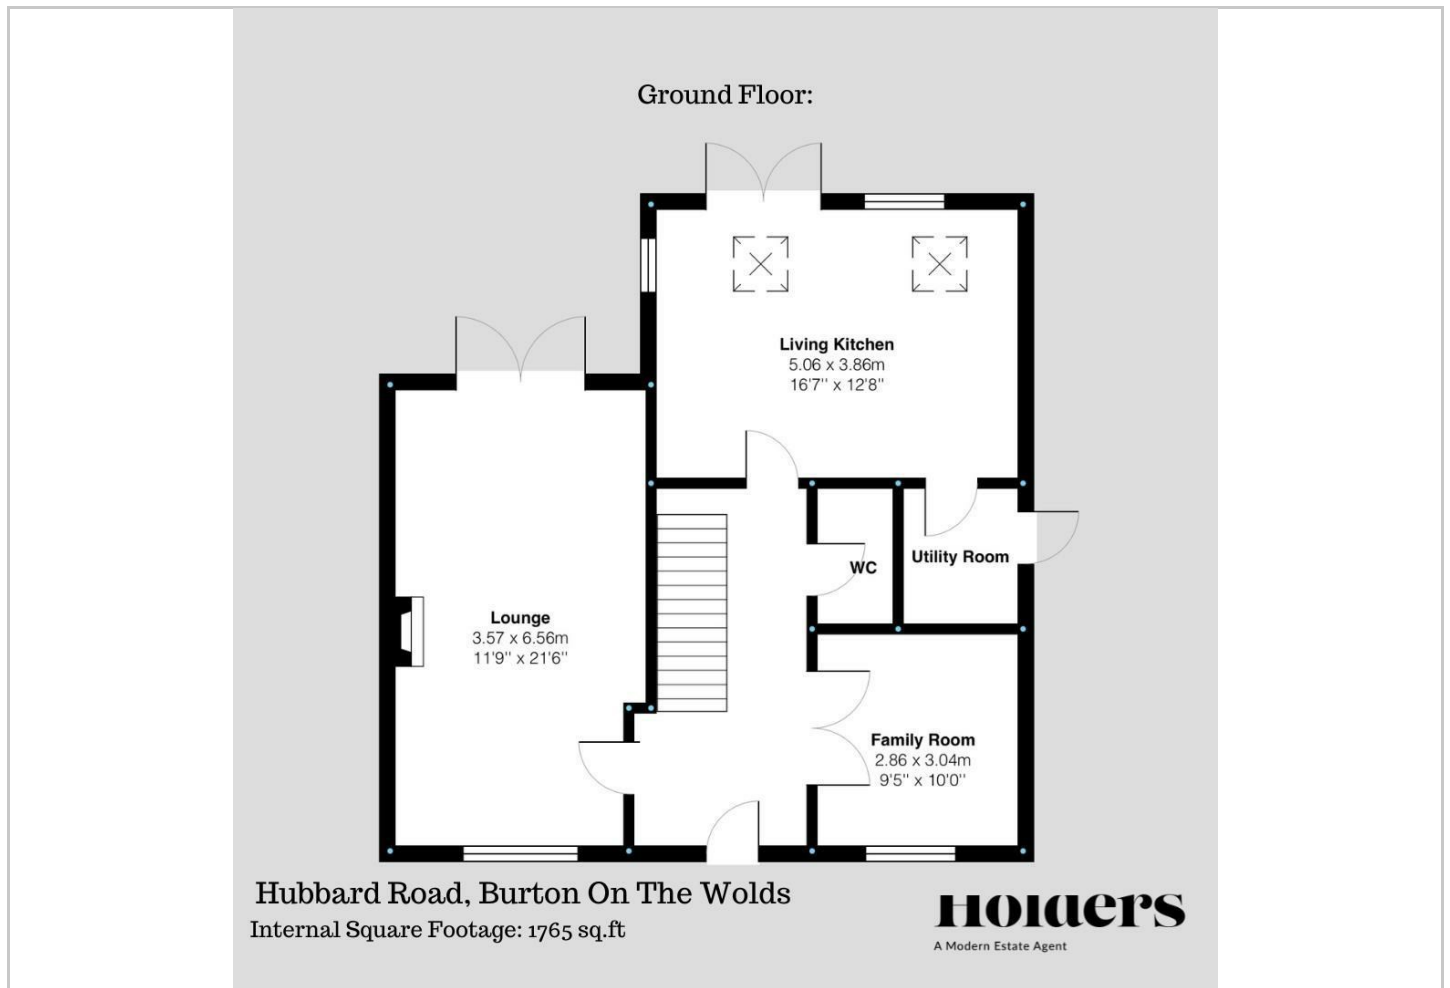 Ground Floor:
Living Kitchen
5.06 x 3.86m
16'7" x 12'8"
Lounge
3.57 x 6.56m
11'9" x 21'6"
WC
Utility Room
Family Room
2.86 x 3.04m
9'5" x 10'0"
Hubbard Road, Burton On The Wolds
Internal Square Footage: 1765 sq.ft
Holders
A Modern Estate Agent